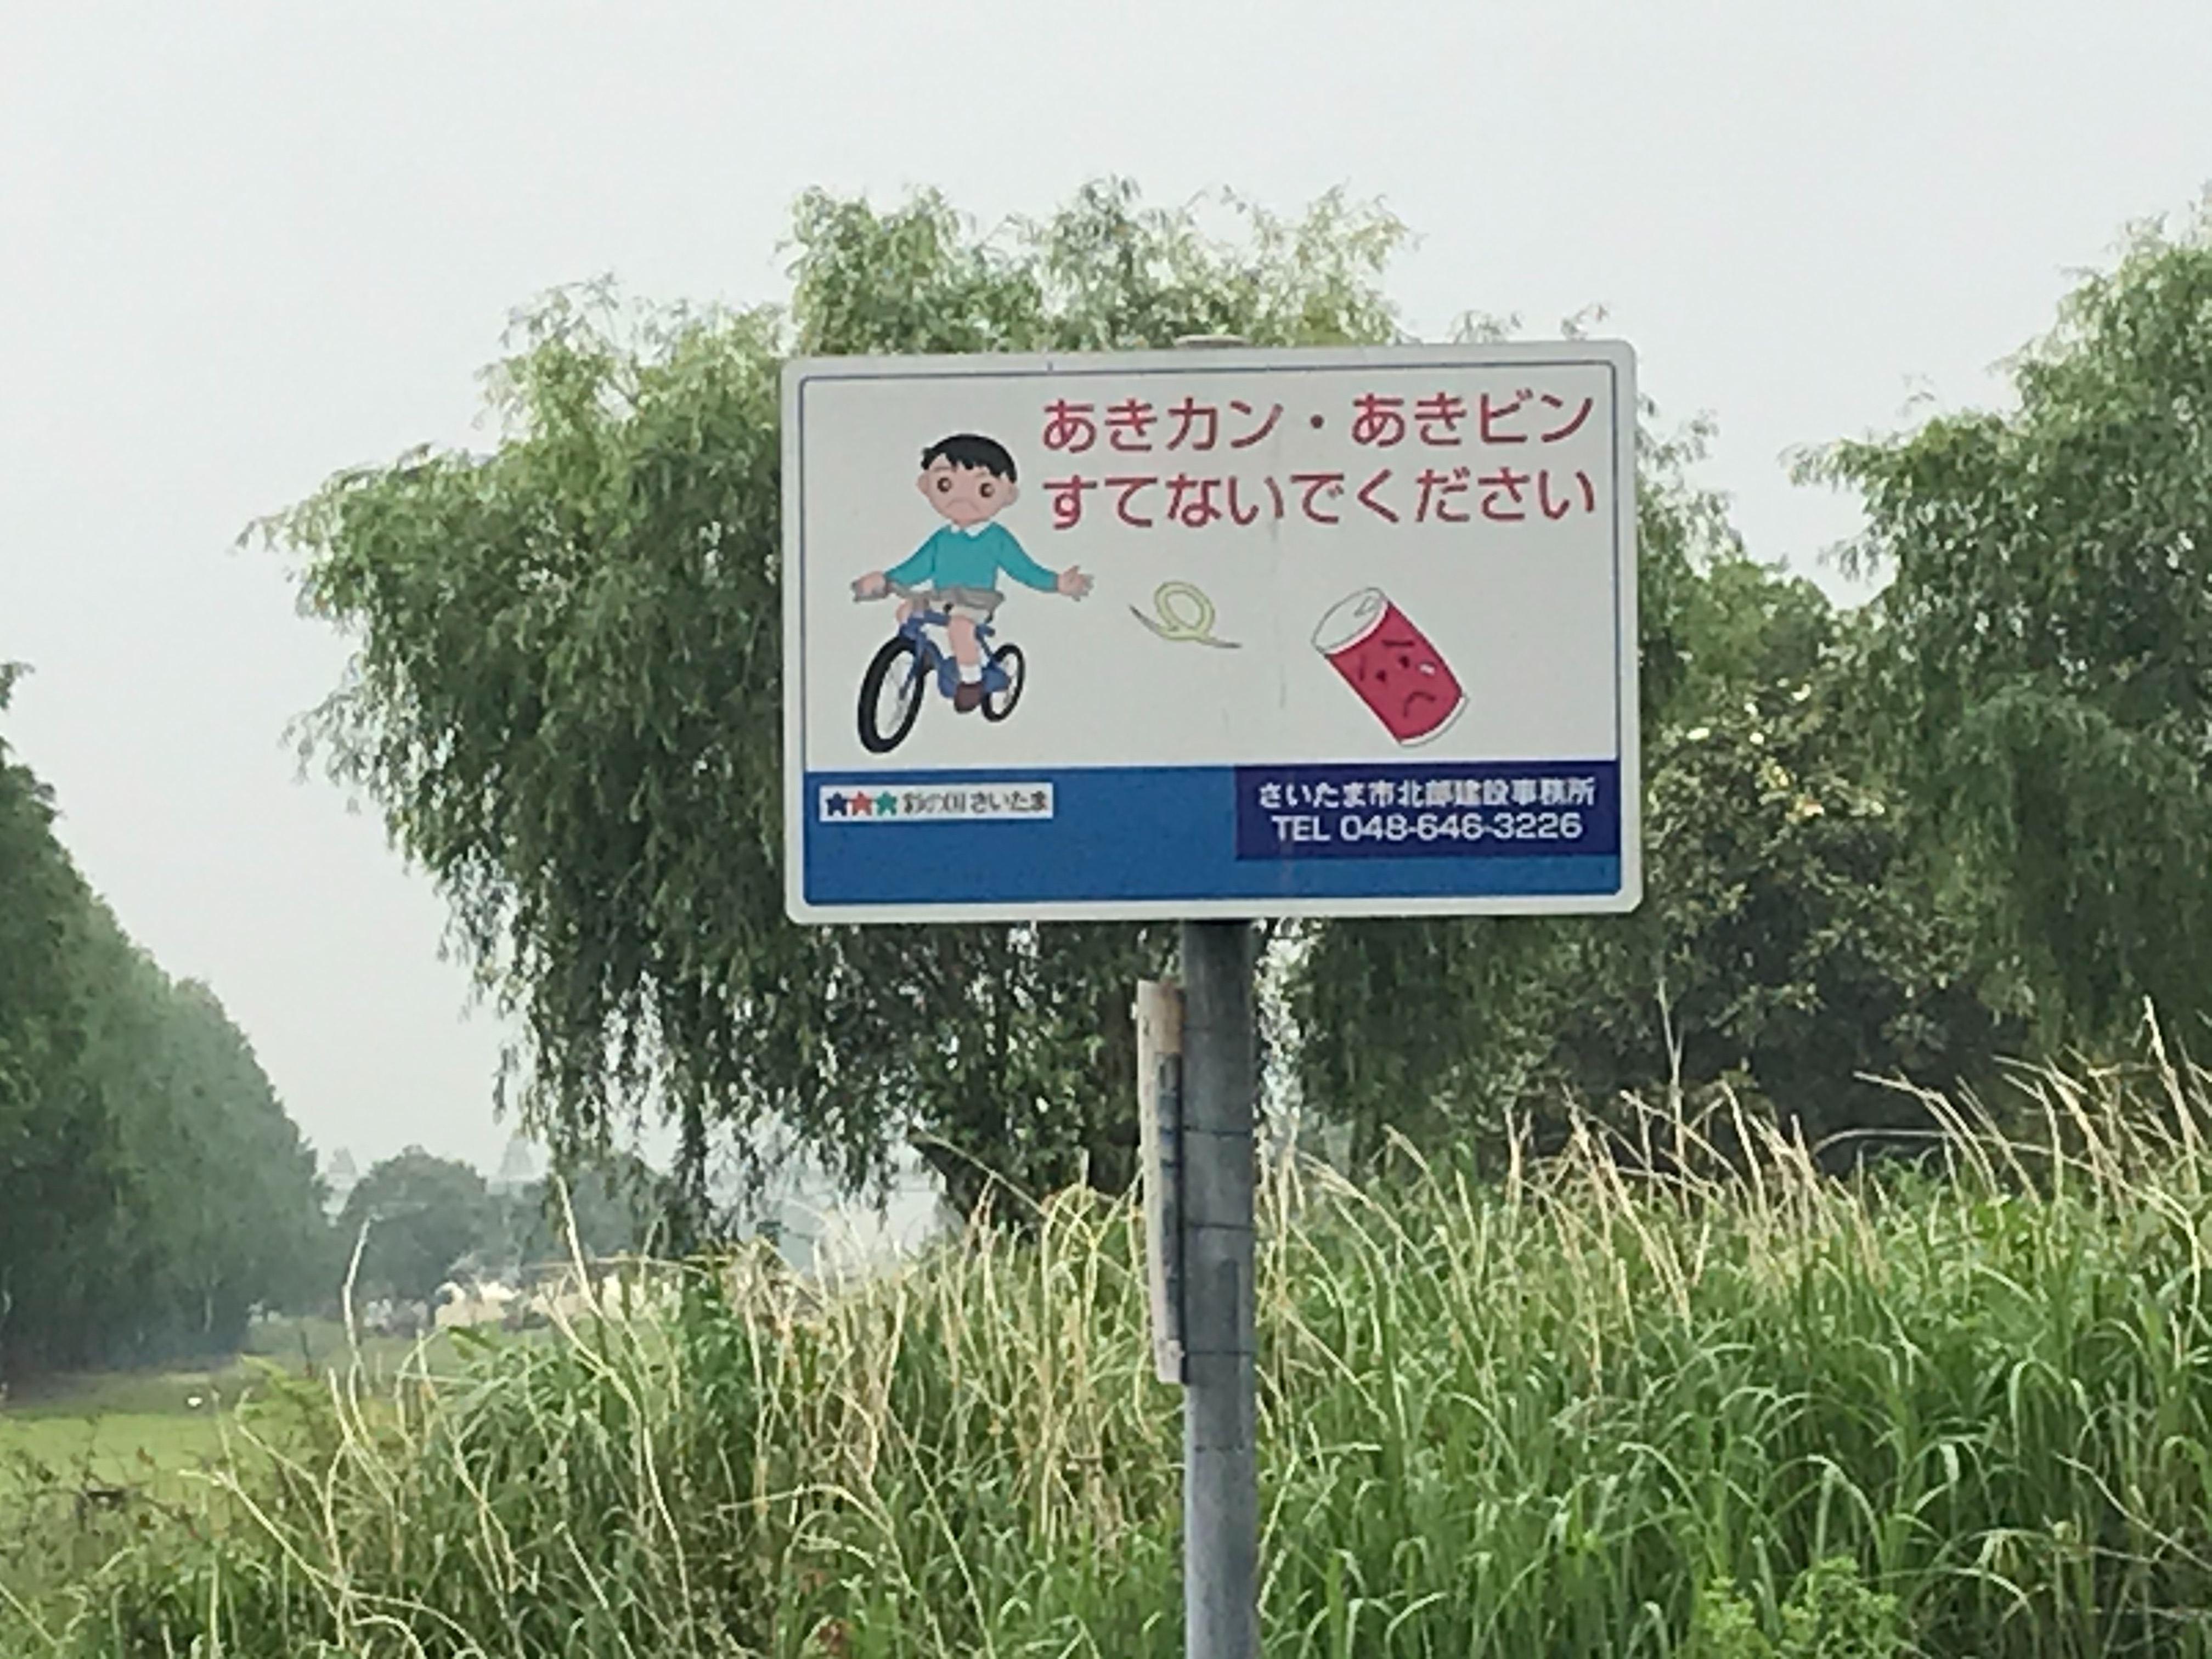 あきカン・あきビン
すてないでください
彩の国 さいたま
さいたま市北部建設事務所
TEL 048-646-3226